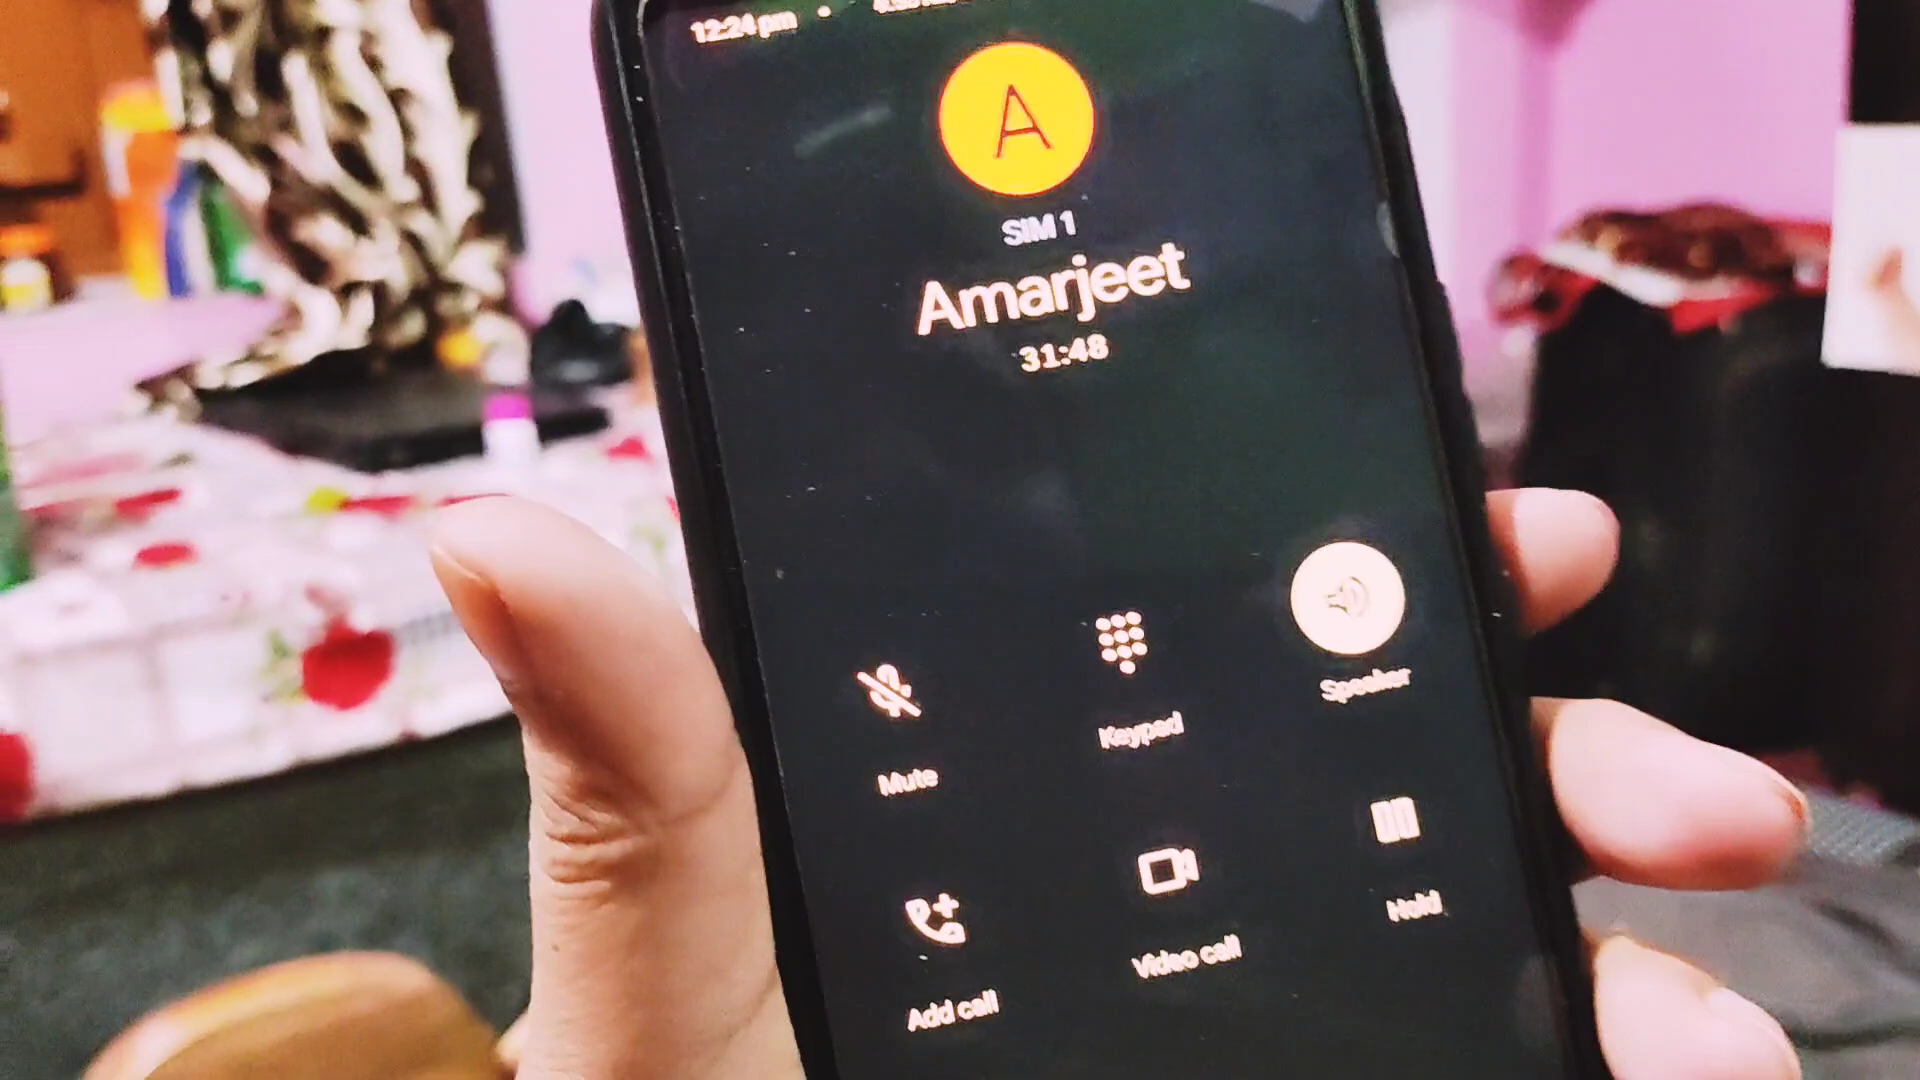 12:24 pm
A
SIM 1
Amarjeet
31:48
Speaker
Keypad
Mute
Hold
Video call
Add call